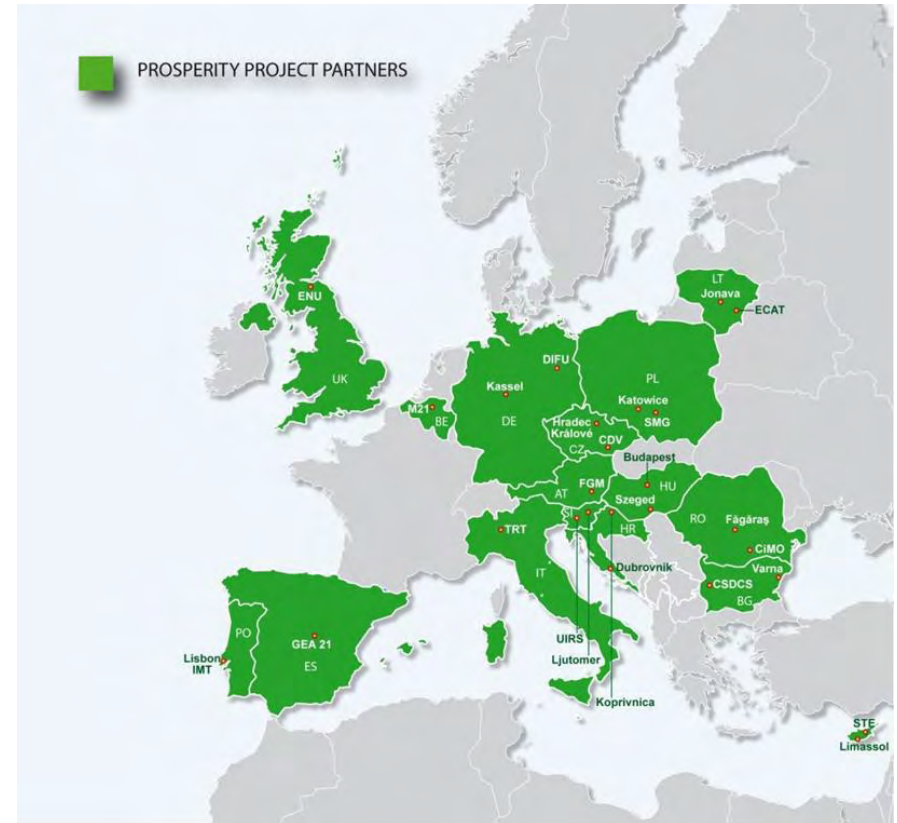 PROSPERITY PROJECT PARTNERS
ENU
UK
LT
Jonava
ECAT
DIFU
Kassel
DE
PL
Katowice
SMG
M21
BE
Hradec
Králové
CZ
CDV
Budapest
FGM
AT
HU
Szeged
SI
HR
TRT
IT
RO
Făgăraș
CiMO
Varna
CSDCS
BG
Dubrovnik
UIRS
Ljutomer
Koprivnica
PO
GEA 21
ES
Lisbon
IMT
STE
Limassol